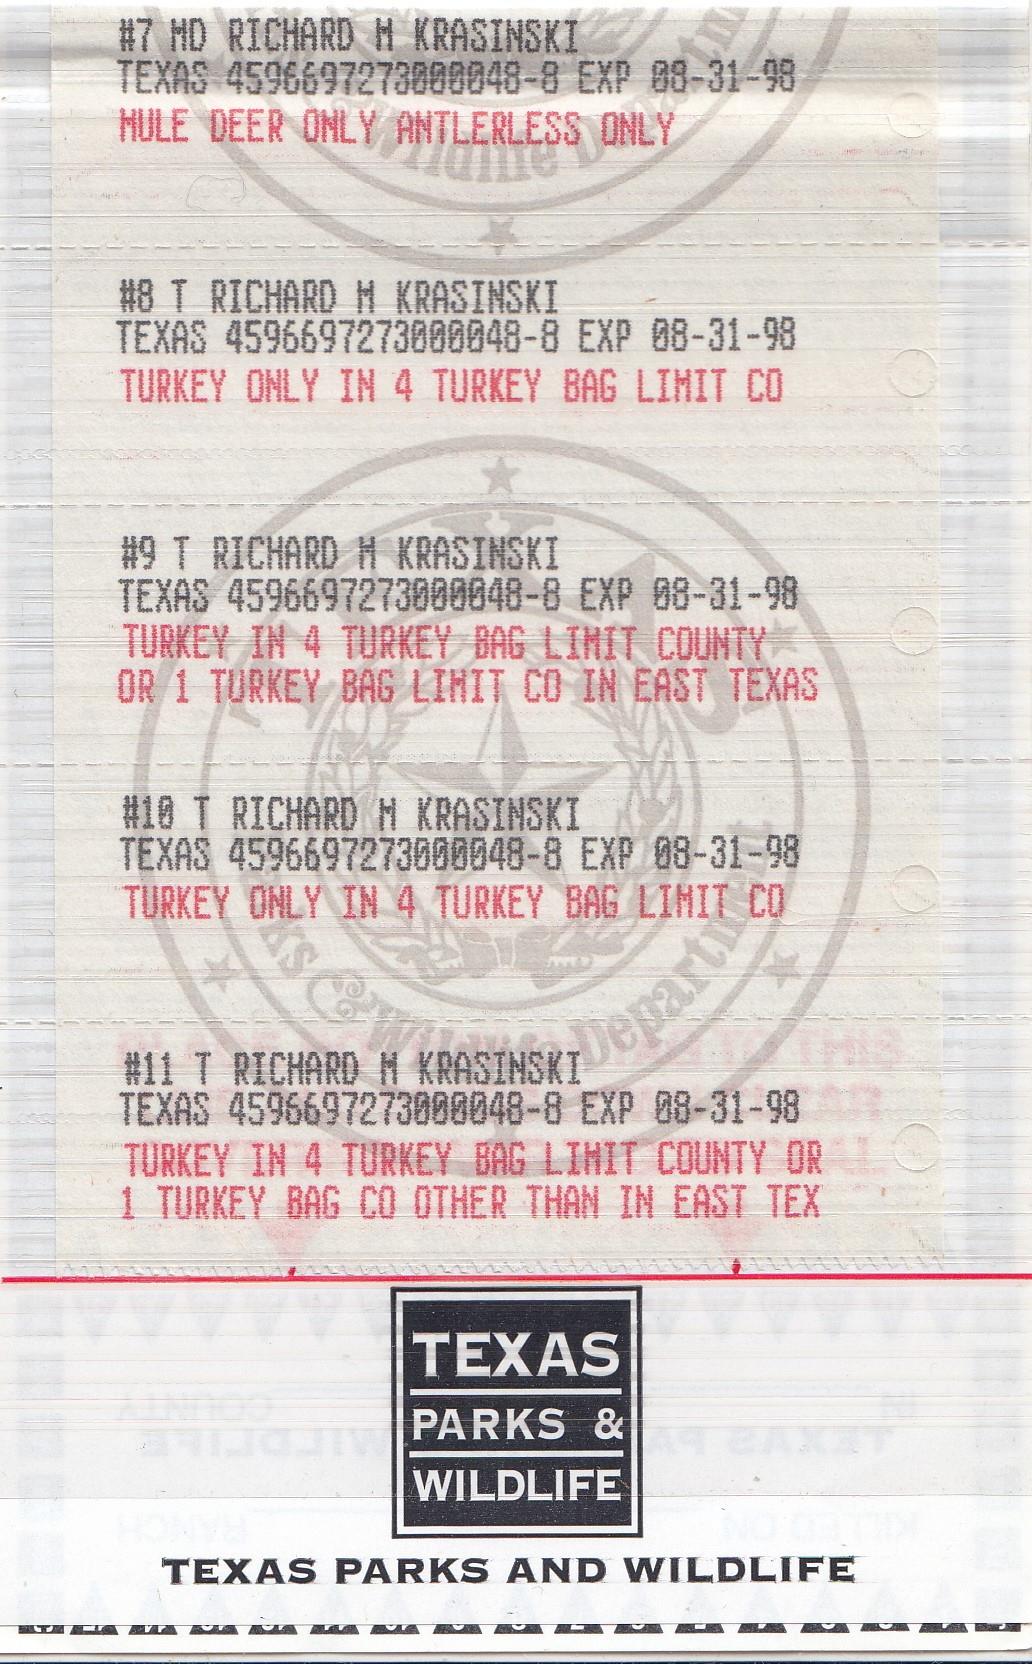 #7 MD RICHARD M KRASINSKI
TEXAS 4596697273000048-8 EXP 08-31-98
MULE DEER ONLY ANTLERLESS ONLY
#8 T RICHARD M KRASINSKI
TEXAS 4596697273000048-8 EXP 08-31-98
TURKEY ONLY IN 4 TURKEY BAG LIMIT CO
#9 T RICHARD M KRASINSKI
TEXAS 4596697273000048-8 EXP 08-31-98
TURKEY IN 4 TURKEY BAG LIMIT COUNTY
OR 1 TURKEY BAG LIMIT CO IN EAST TEXAS
#10 T RICHARD M KRASINSKI
TEXAS 4596697273000048-8 EXP 08-31-98
TURKEY ONLY IN 4 TURKEY BAG LIMIT CO
TEXAS
Parks & Wildlife Department
#11 T RICHARD M KRASINSKI
TEXAS 4596697273000048-8 EXP 08-31-98
TURKEY IN 4 TURKEY BAG LIMIT COUNTY OR
1 TURKEY BAG CO OTHER THAN IN EAST TEX
TEXAS
PARKS &
WILDLIFE
TEXAS PARKS AND WILDLIFE